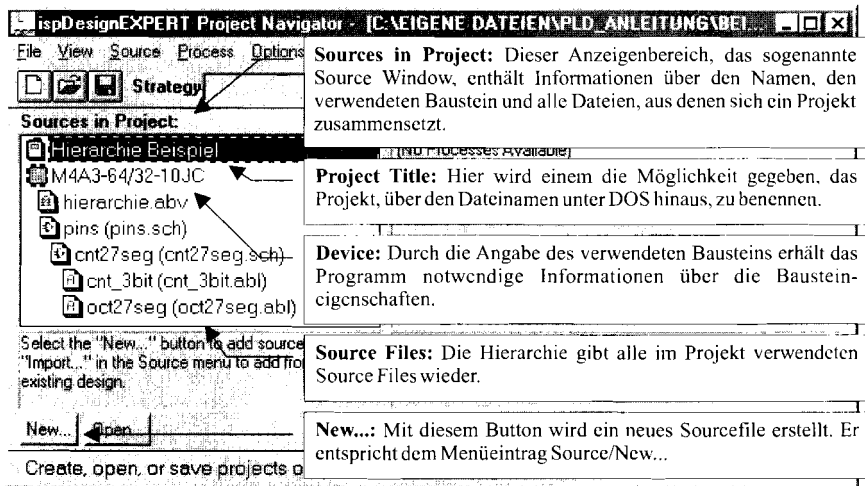 ispDesignEXPERT Project Navigator - [C:\EIGENE DATEIEN\PLD_ANLEITUNG\BEI...
File View Source Process Options
Strategy
Sources in Project:
Hierarchie Beispiel
M4A3-64/32-10JC
hierarchie.abv
pins (pins.sch)
cnt27seg (cnt27seg.sch)
cnt_3bit (cnt_3bit.abl)
oct27seg (oct27seg.abl)
Select the "New..." button to add source
"Import..." in the Source menu to add fro
existing design.
New... Open
Create, open, or save projects o
Sources in Project: Dieser Anzeigenbereich, das sogenannte
Source Window, enthält Informationen über den Namen, den
verwendeten Baustein und alle Dateien, aus denen sich ein Projekt
zusammensetzt.
[No Processes Available]
Project Title: Hier wird einem die Möglichkeit gegeben, das
Projekt, über den Dateinamen unter DOS hinaus, zu benennen.
Device: Durch die Angabe des verwendeten Bausteins erhält das
Programm notwendige Informationen über die Baustein-
eigenschaften.
Source Files: Die Hierarchie gibt alle im Projekt verwendeten
Source Files wieder.
New...: Mit diesem Button wird ein neues Sourcefile erstellt. Er
entspricht dem Menüeintrag Source/New...